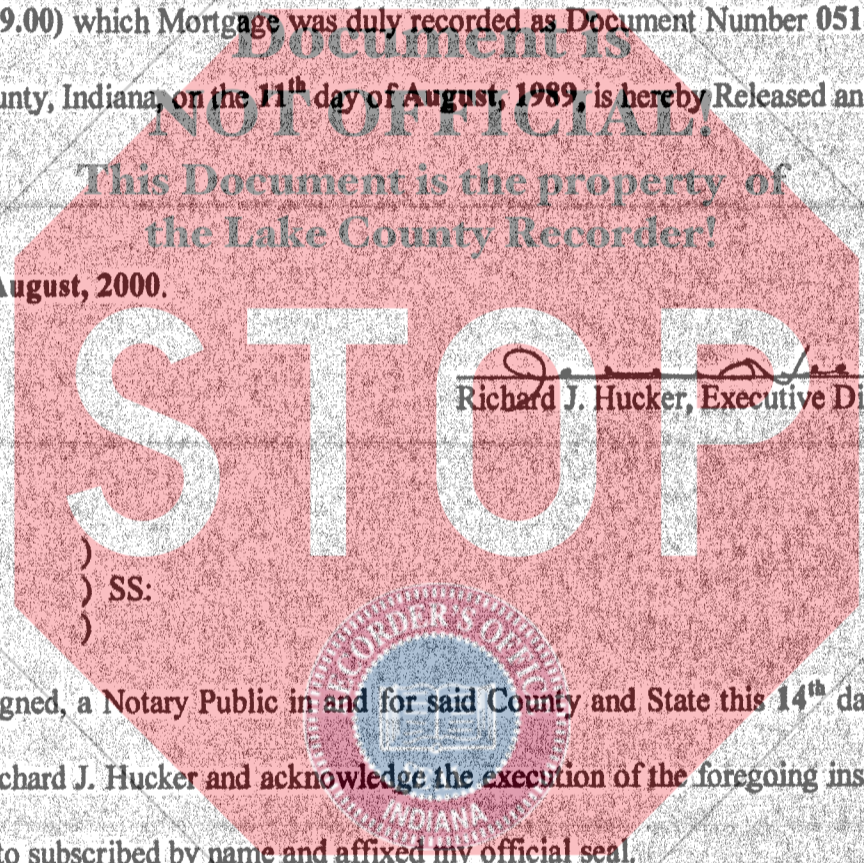 9.00) which Mortgage was duly recorded as Document Number 051
Document is
unty, Indiana, on the 11th day of August, 1989, is hereby Released an
NOT OFFICIAL!
This Document is the property of
the Lake County Recorder!
August, 2000.
STOP
Richard J. Hucker, Executive Di
)
) SS:
)
ECORDER'S OFFIC
gned, a Notary Public in and for said County and State this 14th da
chard J. Hucker and acknowledge the execution of the foregoing ins
INDIANA
to subscribed by name and affixed my official seal.